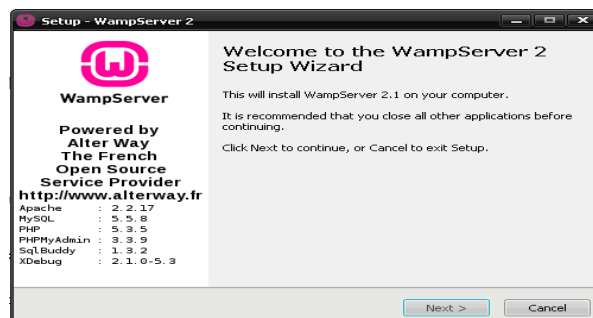 Setup - WampServer 2
WampServer
Powered by
Alter Way
The French
Open Source
Service Provider
http://www.alterway.fr
Apache : 2.2.17
MySQL : 5.5.8
PHP : 5.3.5
PHPMyAdmin : 3.3.9
SqlBuddy : 1.3.2
XDebug : 2.1.0-5.3
Welcome to the WampServer 2
Setup Wizard
This will install WampServer 2.1 on your computer.
It is recommended that you close all other applications before
continuing.
Click Next to continue, or Cancel to exit Setup.
Next >
Cancel